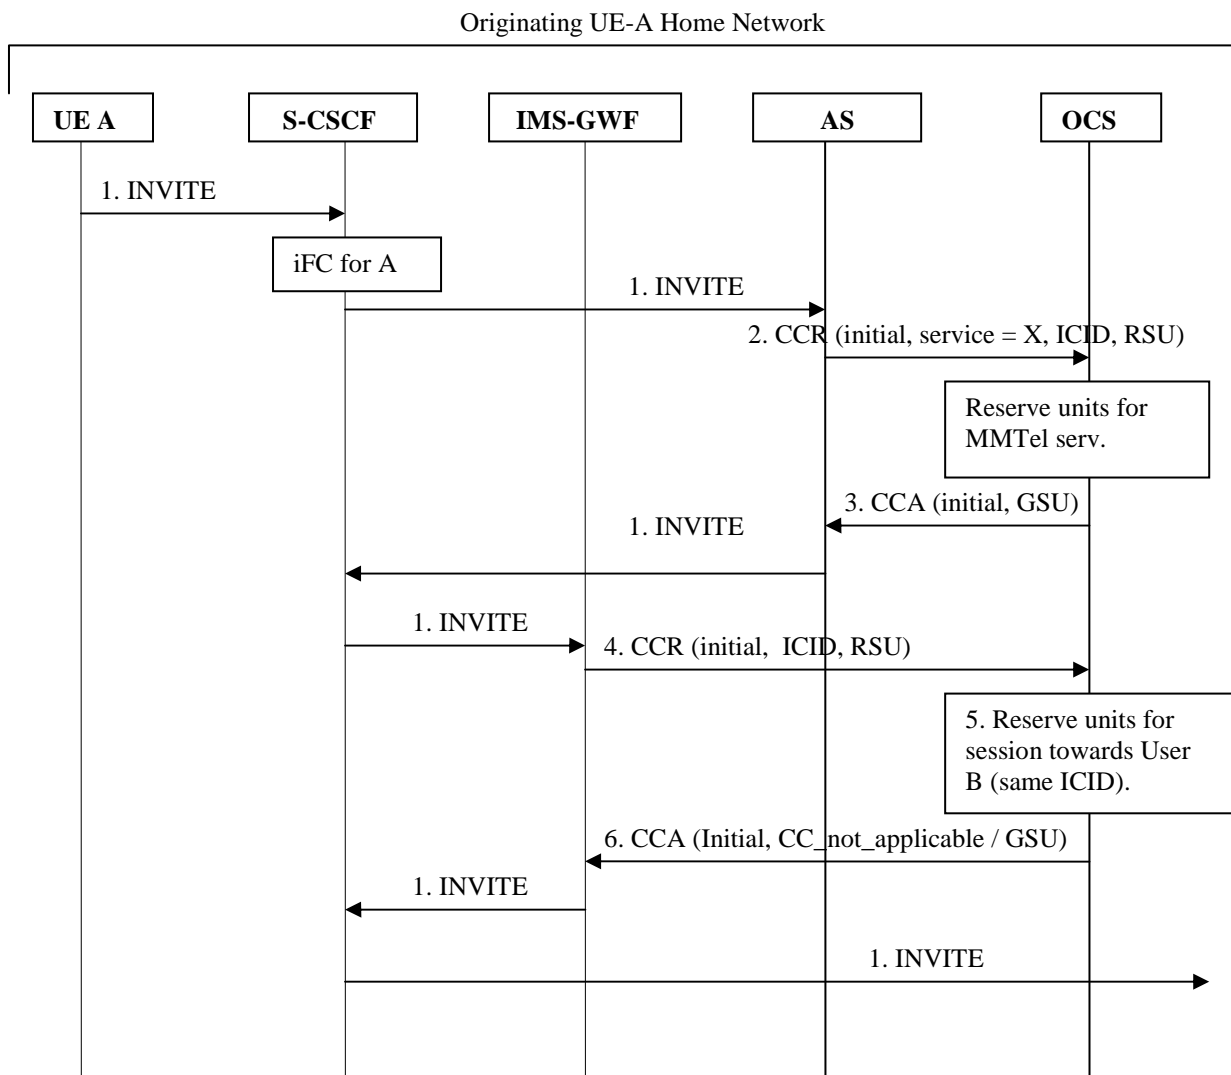 Originating UE-A Home Network
UE A
S-CSCF
IMS-GWF
AS
OCS
1. INVITE
iFC for A
1. INVITE
2. CCR (initial, service = X, ICID, RSU)
Reserve units for
MMTel serv.
3. CCA (initial, GSU)
1. INVITE
1. INVITE
4. CCR (initial,  ICID, RSU)
5. Reserve units for
session towards User
B (same ICID).
6. CCA (Initial, CC_not_applicable / GSU)
1. INVITE
1. INVITE